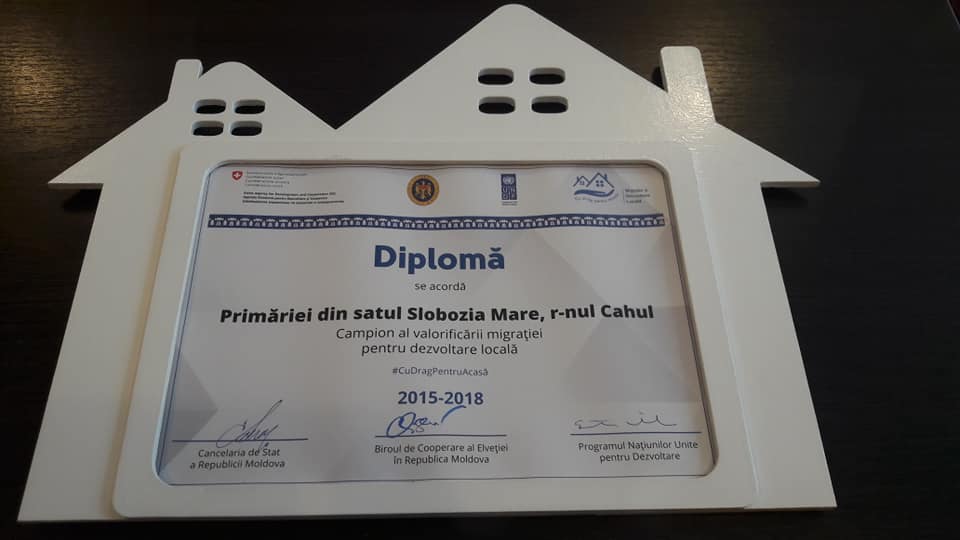 Diplomă
se acordă
Primăriei din satul Slobozia Mare, r-nul Cahul
Campion al valorificării migrației
pentru dezvoltare locală
#CuDragPentruAcasă
2015-2018
Cancelaria de Stat
a Republicii Moldova
Biroul de Cooperare al Elveției
în Republica Moldova
Programul Națiunilor Unite
pentru Dezvoltare